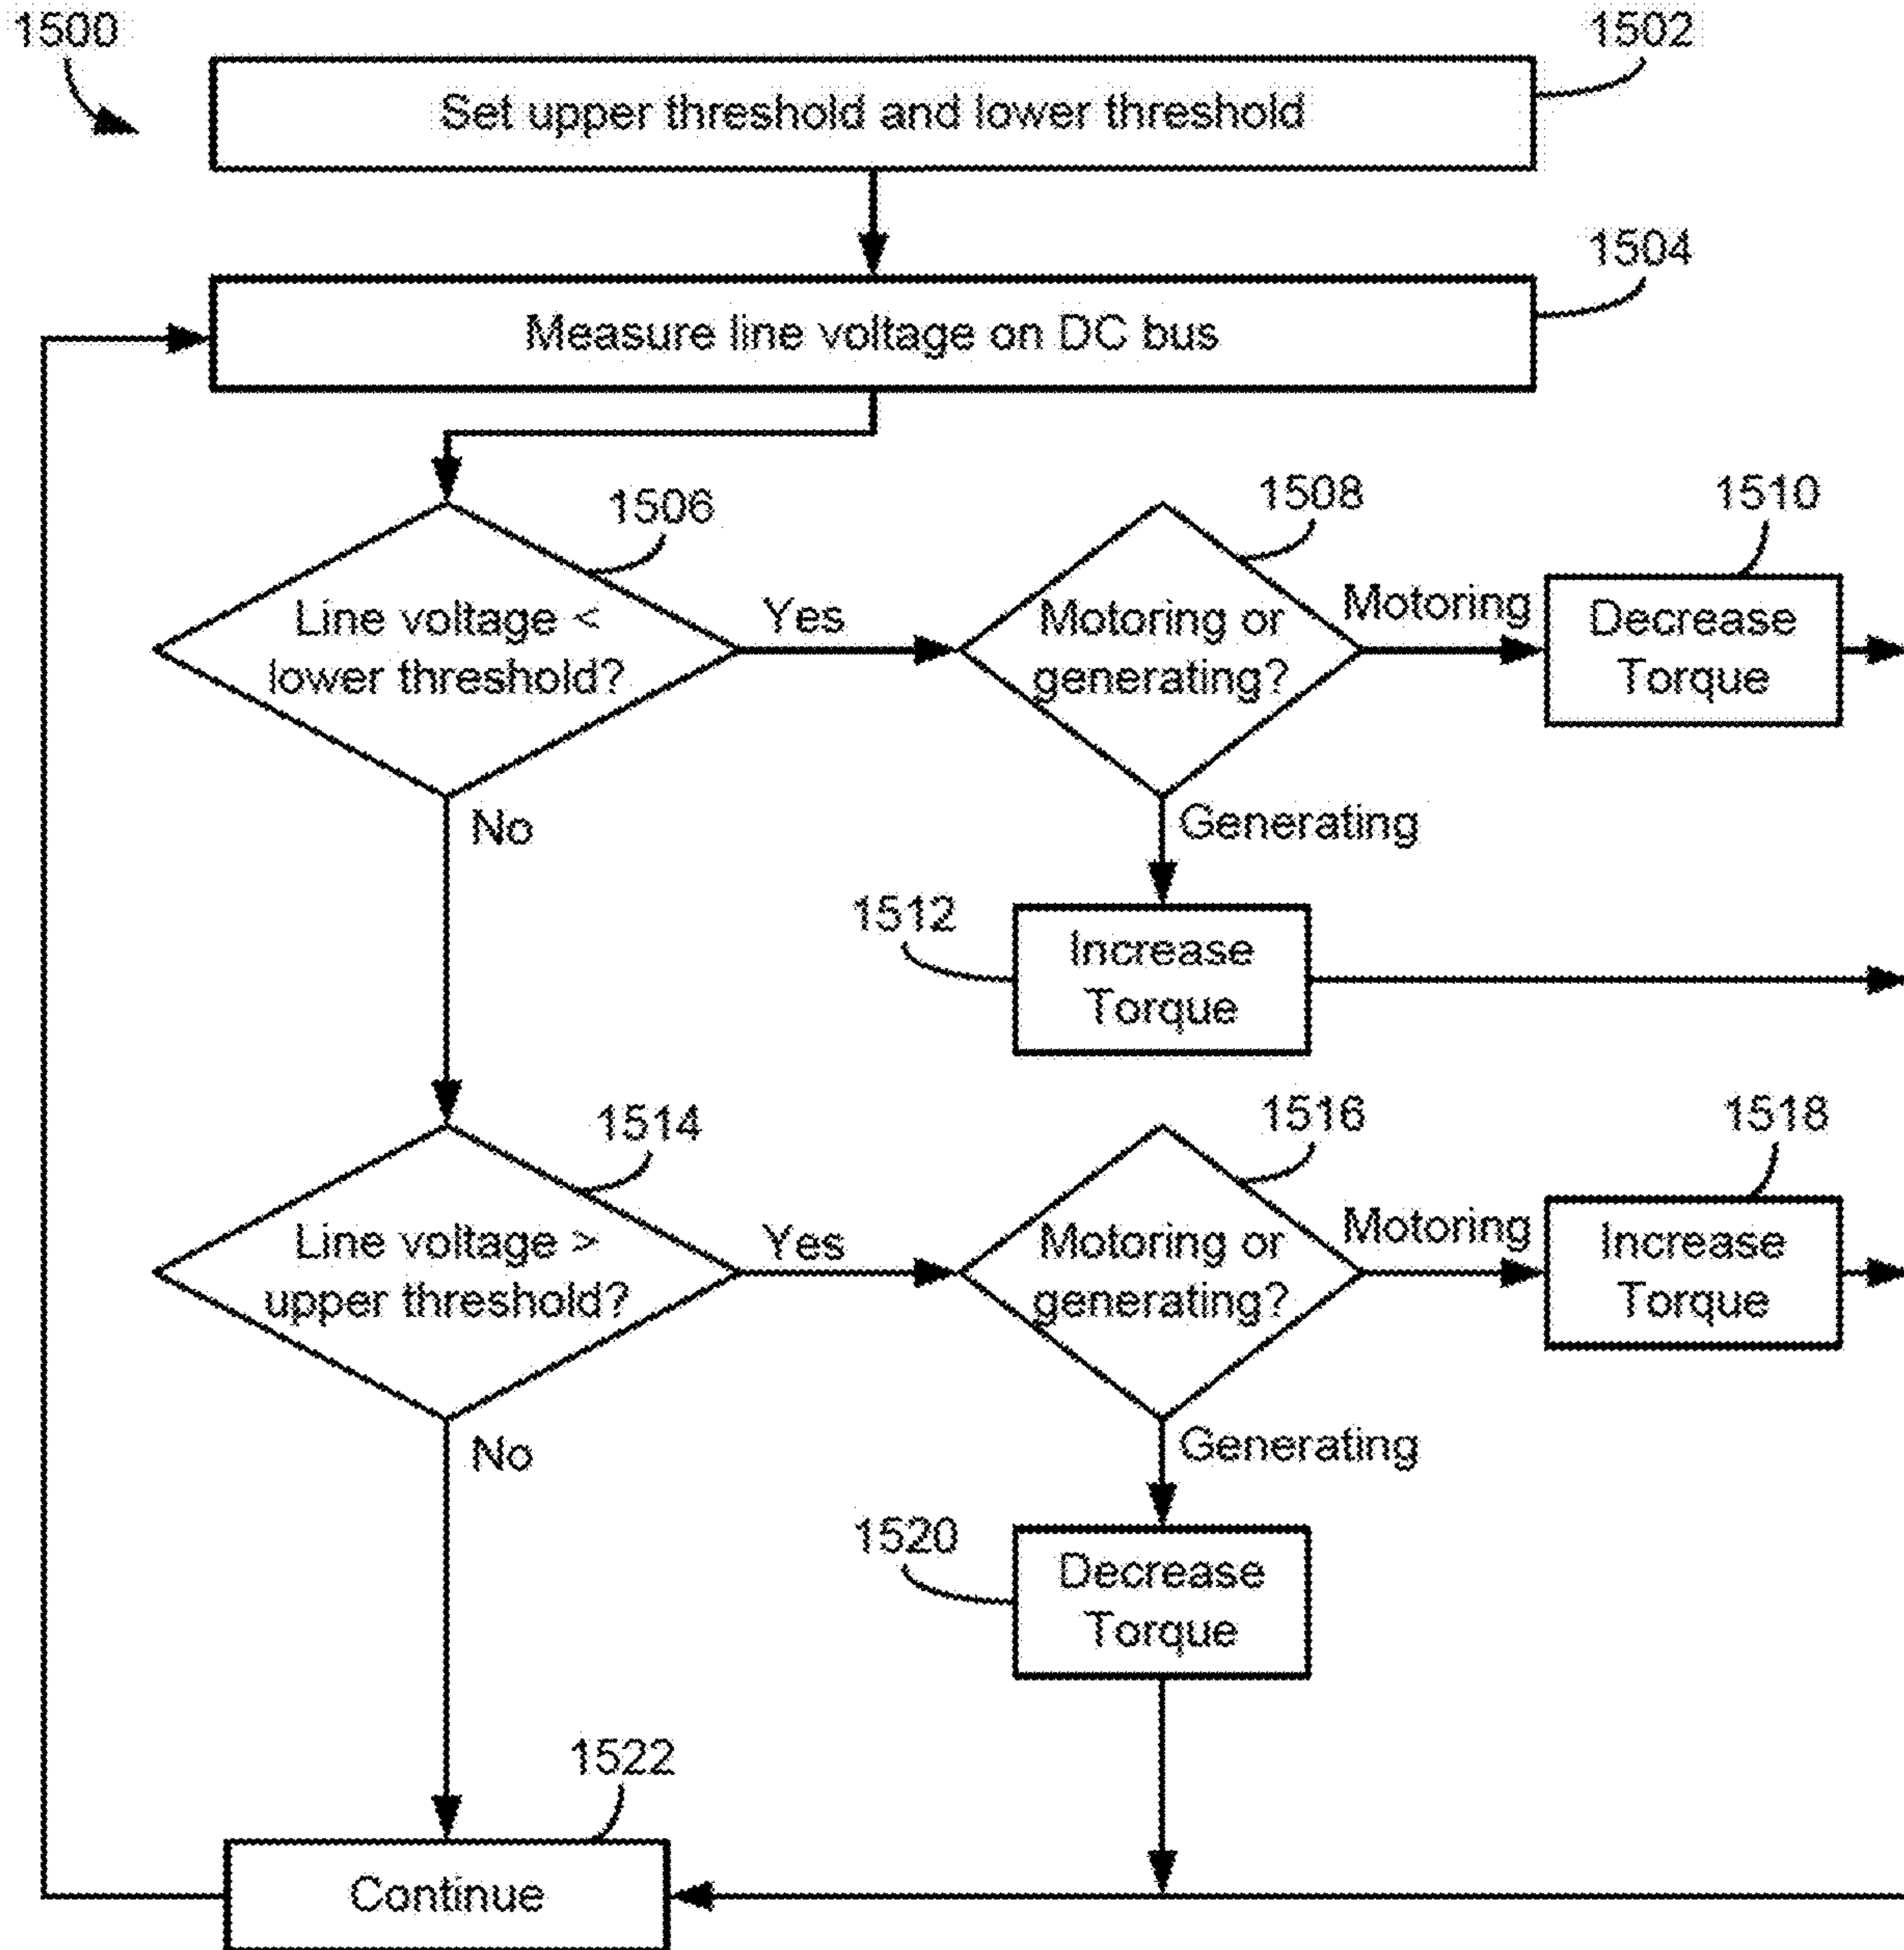 1500
1502
Set upper threshold and lower threshold
1504
Measure line voltage on DC bus
1506
1508
1510
Line voltage <
lower threshold?
Yes
Motoring or
generating?
Motoring
Decrease
Torque
No
Generating
1512
Increase
Torque
1514
1516
1518
Line voltage >
upper threshold?
Yes
Motoring or
generating?
Motoring
Increase
Torque
No
Generating
1520
Decrease
Torque
1522
Continue